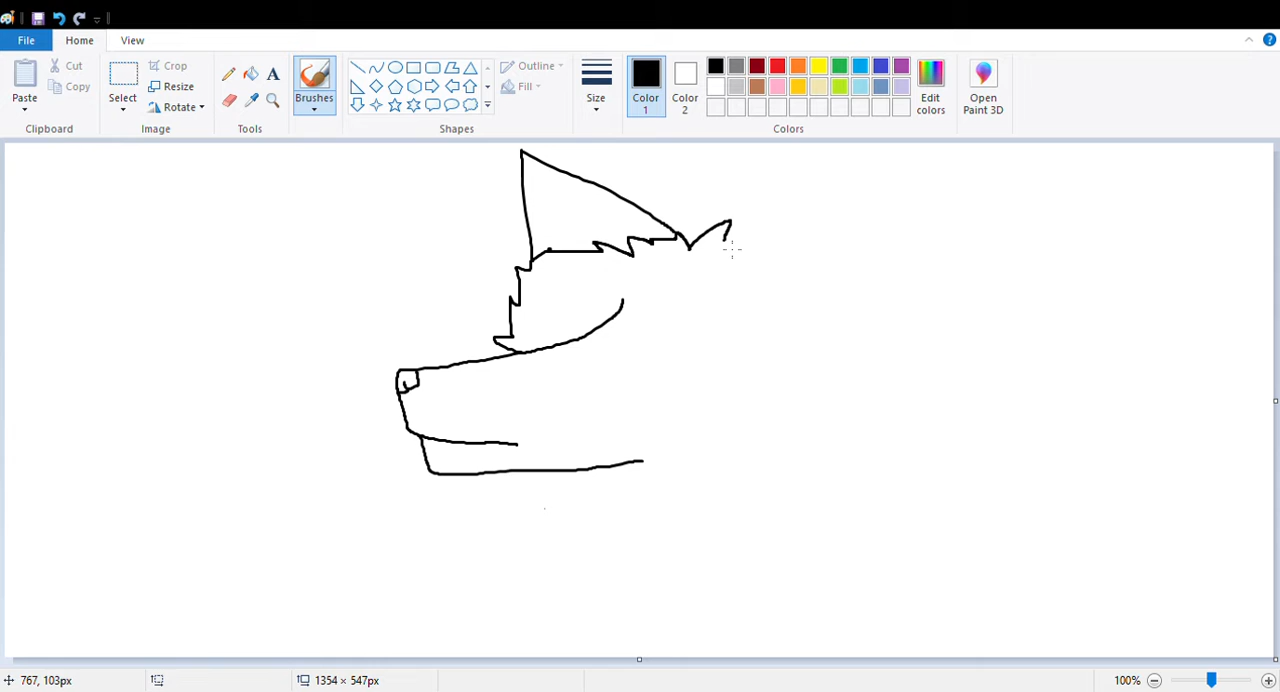 File Home View
Paste Cut Copy Select Crop Resize Rotate A Brushes Outline Fill Size Color 1 Color 2 Edit colors Open Paint 3D
Clipboard Image Tools Shapes Colors
767, 103px 1354 × 547px 100%